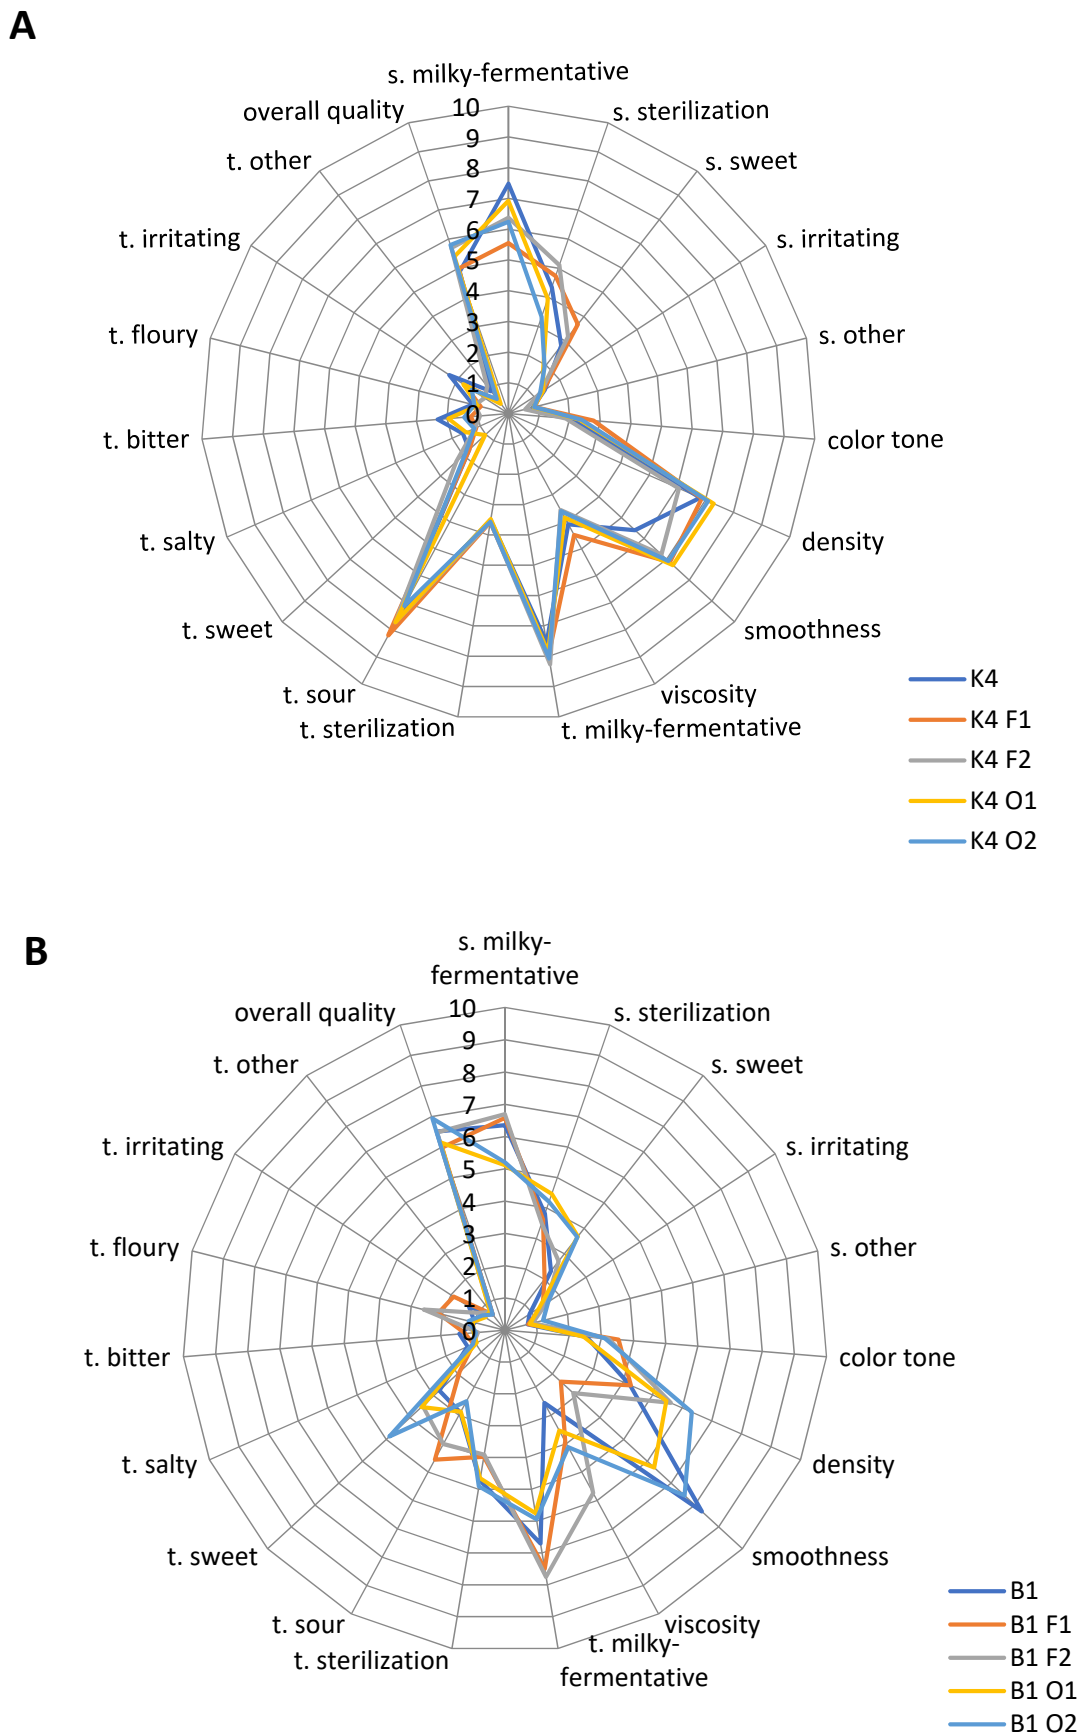 A
s. milky-fermentative
overall quality
s. sterilization
t. other
s. sweet
t. irritating
s. irritating
t. floury
s. other
t. bitter
color tone
t. salty
density
t. sweet
smoothness
t. sour
viscosity
t. sterilization
t. milky-fermentative
10
9
8
7
6
5
4
3
2
1
0
K4
K4 F1
K4 F2
K4 O1
K4 O2
B
s. milky-
fermentative
overall quality
s. sterilization
t. other
s. sweet
t. irritating
s. irritating
t. floury
s. other
t. bitter
color tone
t. salty
density
t. sweet
smoothness
t. sour
viscosity
t. sterilization
t. milky-
fermentative
10
9
8
7
6
5
4
3
2
1
0
B1
B1 F1
B1 F2
B1 O1
B1 O2